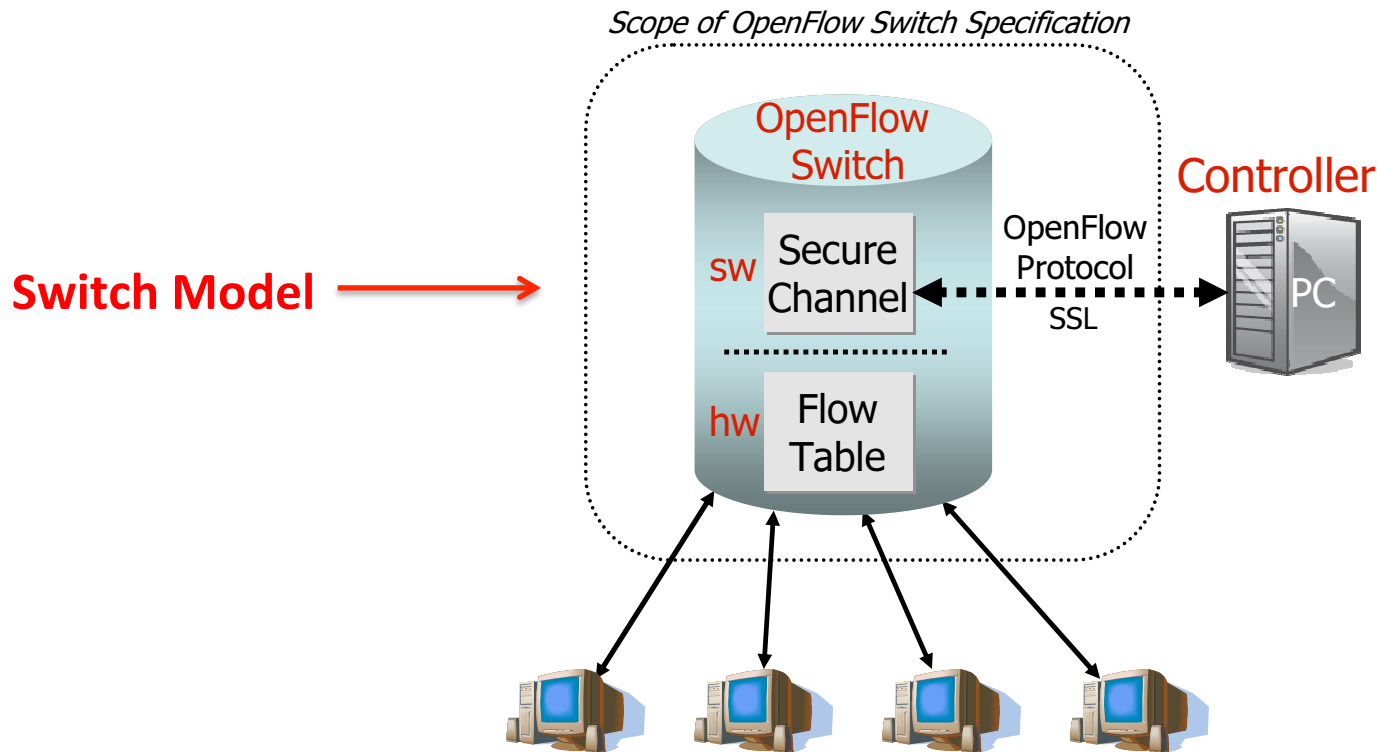 Scope of OpenFlow Switch Specification
OpenFlow
Switch
Controller
Switch Model
sw
Secure
Channel
OpenFlow
Protocol
SSL
PC
hw
Flow
Table